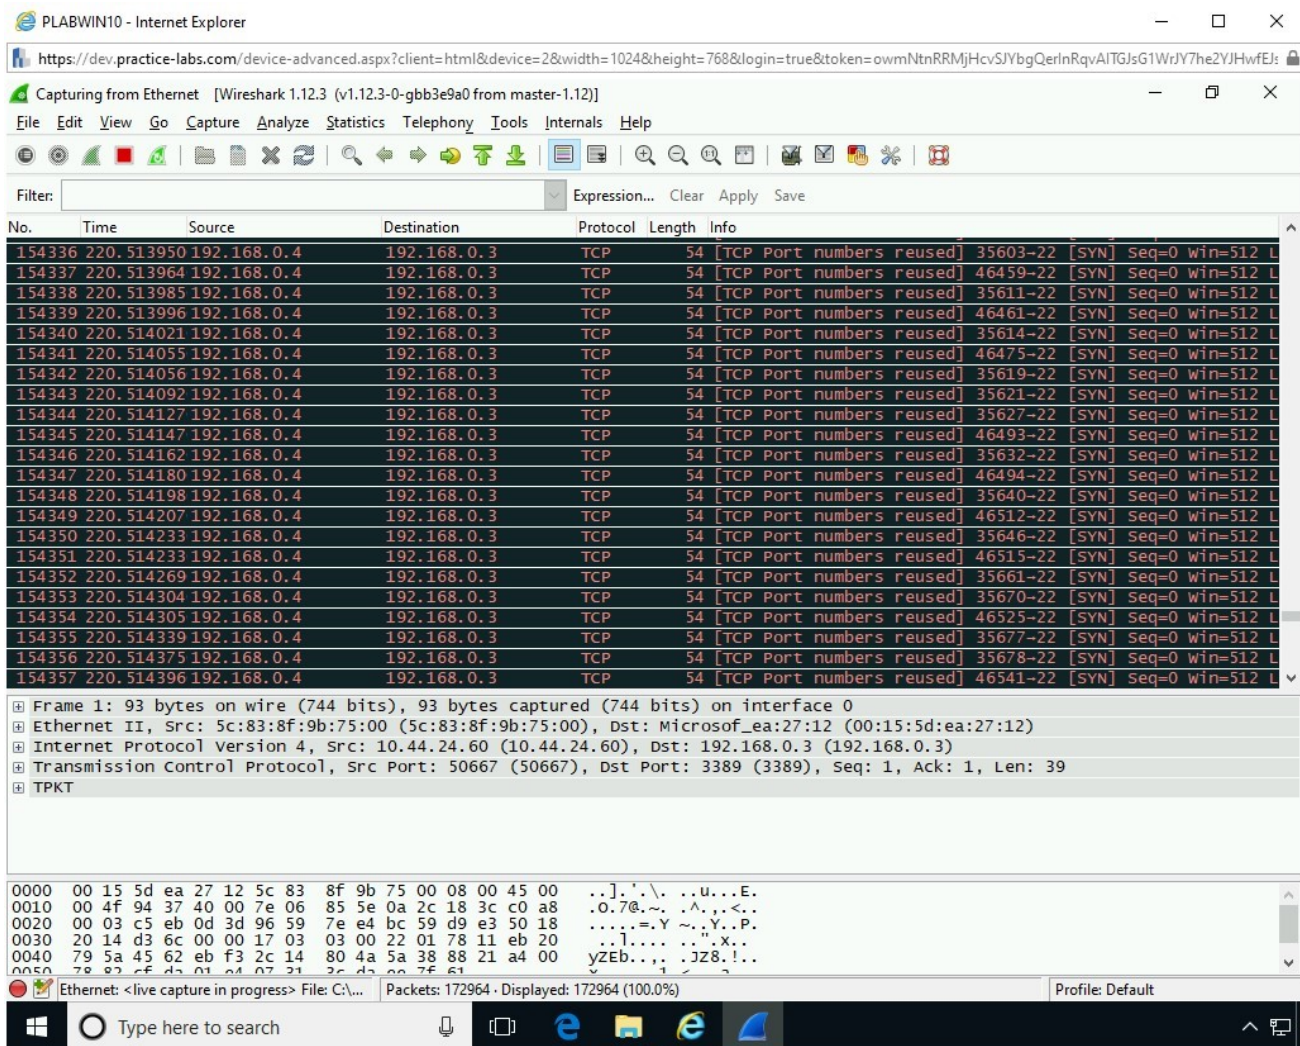 PLABWIN10 - Internet Explorer
https://dev.practice-labs.com/device-advanced.aspx?client=html&device=2&width=1024&height=768&login=true&token=owmNtnRRMjHcvSJYbgQerlnRqvAITGJsG1WrJY7he2YJHwfEJs
Capturing from Ethernet [Wireshark 1.12.3 (v1.12.3-0-gbb3e9a0 from master-1.12)]
File Edit View Go Capture Analyze Statistics Telephony Tools Internals Help
Filter: Expression... Clear Apply Save
No. Time Source Destination Protocol Length Info
154336 220.513950 192.168.0.4 192.168.0.3 TCP 54 [TCP Port numbers reused] 35603→22 [SYN] Seq=0 Win=512 L
154337 220.513964 192.168.0.4 192.168.0.3 TCP 54 [TCP Port numbers reused] 46459→22 [SYN] Seq=0 Win=512 L
154338 220.513985 192.168.0.4 192.168.0.3 TCP 54 [TCP Port numbers reused] 35611→22 [SYN] Seq=0 Win=512 L
154339 220.513996 192.168.0.4 192.168.0.3 TCP 54 [TCP Port numbers reused] 46461→22 [SYN] Seq=0 Win=512 L
154340 220.514021 192.168.0.4 192.168.0.3 TCP 54 [TCP Port numbers reused] 35614→22 [SYN] Seq=0 Win=512 L
154341 220.514055 192.168.0.4 192.168.0.3 TCP 54 [TCP Port numbers reused] 46475→22 [SYN] Seq=0 Win=512 L
154342 220.514056 192.168.0.4 192.168.0.3 TCP 54 [TCP Port numbers reused] 35619→22 [SYN] Seq=0 Win=512 L
154343 220.514092 192.168.0.4 192.168.0.3 TCP 54 [TCP Port numbers reused] 35621→22 [SYN] Seq=0 Win=512 L
154344 220.514127 192.168.0.4 192.168.0.3 TCP 54 [TCP Port numbers reused] 35627→22 [SYN] Seq=0 Win=512 L
154345 220.514147 192.168.0.4 192.168.0.3 TCP 54 [TCP Port numbers reused] 46493→22 [SYN] Seq=0 Win=512 L
154346 220.514162 192.168.0.4 192.168.0.3 TCP 54 [TCP Port numbers reused] 35632→22 [SYN] Seq=0 Win=512 L
154347 220.514180 192.168.0.4 192.168.0.3 TCP 54 [TCP Port numbers reused] 46494→22 [SYN] Seq=0 Win=512 L
154348 220.514198 192.168.0.4 192.168.0.3 TCP 54 [TCP Port numbers reused] 35640→22 [SYN] Seq=0 Win=512 L
154349 220.514207 192.168.0.4 192.168.0.3 TCP 54 [TCP Port numbers reused] 46512→22 [SYN] Seq=0 Win=512 L
154350 220.514233 192.168.0.4 192.168.0.3 TCP 54 [TCP Port numbers reused] 35646→22 [SYN] Seq=0 Win=512 L
154351 220.514233 192.168.0.4 192.168.0.3 TCP 54 [TCP Port numbers reused] 46515→22 [SYN] Seq=0 Win=512 L
154352 220.514269 192.168.0.4 192.168.0.3 TCP 54 [TCP Port numbers reused] 35661→22 [SYN] Seq=0 Win=512 L
154353 220.514304 192.168.0.4 192.168.0.3 TCP 54 [TCP Port numbers reused] 35670→22 [SYN] Seq=0 Win=512 L
154354 220.514305 192.168.0.4 192.168.0.3 TCP 54 [TCP Port numbers reused] 46525→22 [SYN] Seq=0 Win=512 L
154355 220.514339 192.168.0.4 192.168.0.3 TCP 54 [TCP Port numbers reused] 35677→22 [SYN] Seq=0 Win=512 L
154356 220.514375 192.168.0.4 192.168.0.3 TCP 54 [TCP Port numbers reused] 35678→22 [SYN] Seq=0 Win=512 L
154357 220.514396 192.168.0.4 192.168.0.3 TCP 54 [TCP Port numbers reused] 46541→22 [SYN] Seq=0 Win=512 L
Frame 1: 93 bytes on wire (744 bits), 93 bytes captured (744 bits) on interface 0
Ethernet II, Src: 5c:83:8f:9b:75:00 (5c:83:8f:9b:75:00), Dst: Microsof_ea:27:12 (00:15:5d:ea:27:12)
Internet Protocol Version 4, Src: 10.44.24.60 (10.44.24.60), Dst: 192.168.0.3 (192.168.0.3)
Transmission Control Protocol, Src Port: 50667 (50667), Dst Port: 3389 (3389), Seq: 1, Ack: 1, Len: 39
TPKT
0000 00 15 5d ea 27 12 5c 83 8f 9b 75 00 08 00 45 00 ..].'.\. ..u...E.
0010 00 4f 94 37 40 00 7e 06 85 5e 0a 2c 18 3c c0 a8 .O.7@.~. .^.,.<..
0020 00 03 c5 eb 0d 3d 96 59 7e e4 bc 59 d9 e3 50 18 .....=.Y ~..Y..P.
0030 20 14 d3 6c 00 00 17 03 03 00 22 01 78 11 eb 20 ..l.... ..".x..
0040 79 5a 45 62 eb f3 2c 14 80 4a 5a 38 88 21 a4 00 yZEb..,. .JZ8.!..
0050 78 82 cf da 01 e4 07 31 3c da ee 7f 61
Ethernet: <live capture in progress> File: C:\... Packets: 172964 · Displayed: 172964 (100.0%) Profile: Default
Type here to search